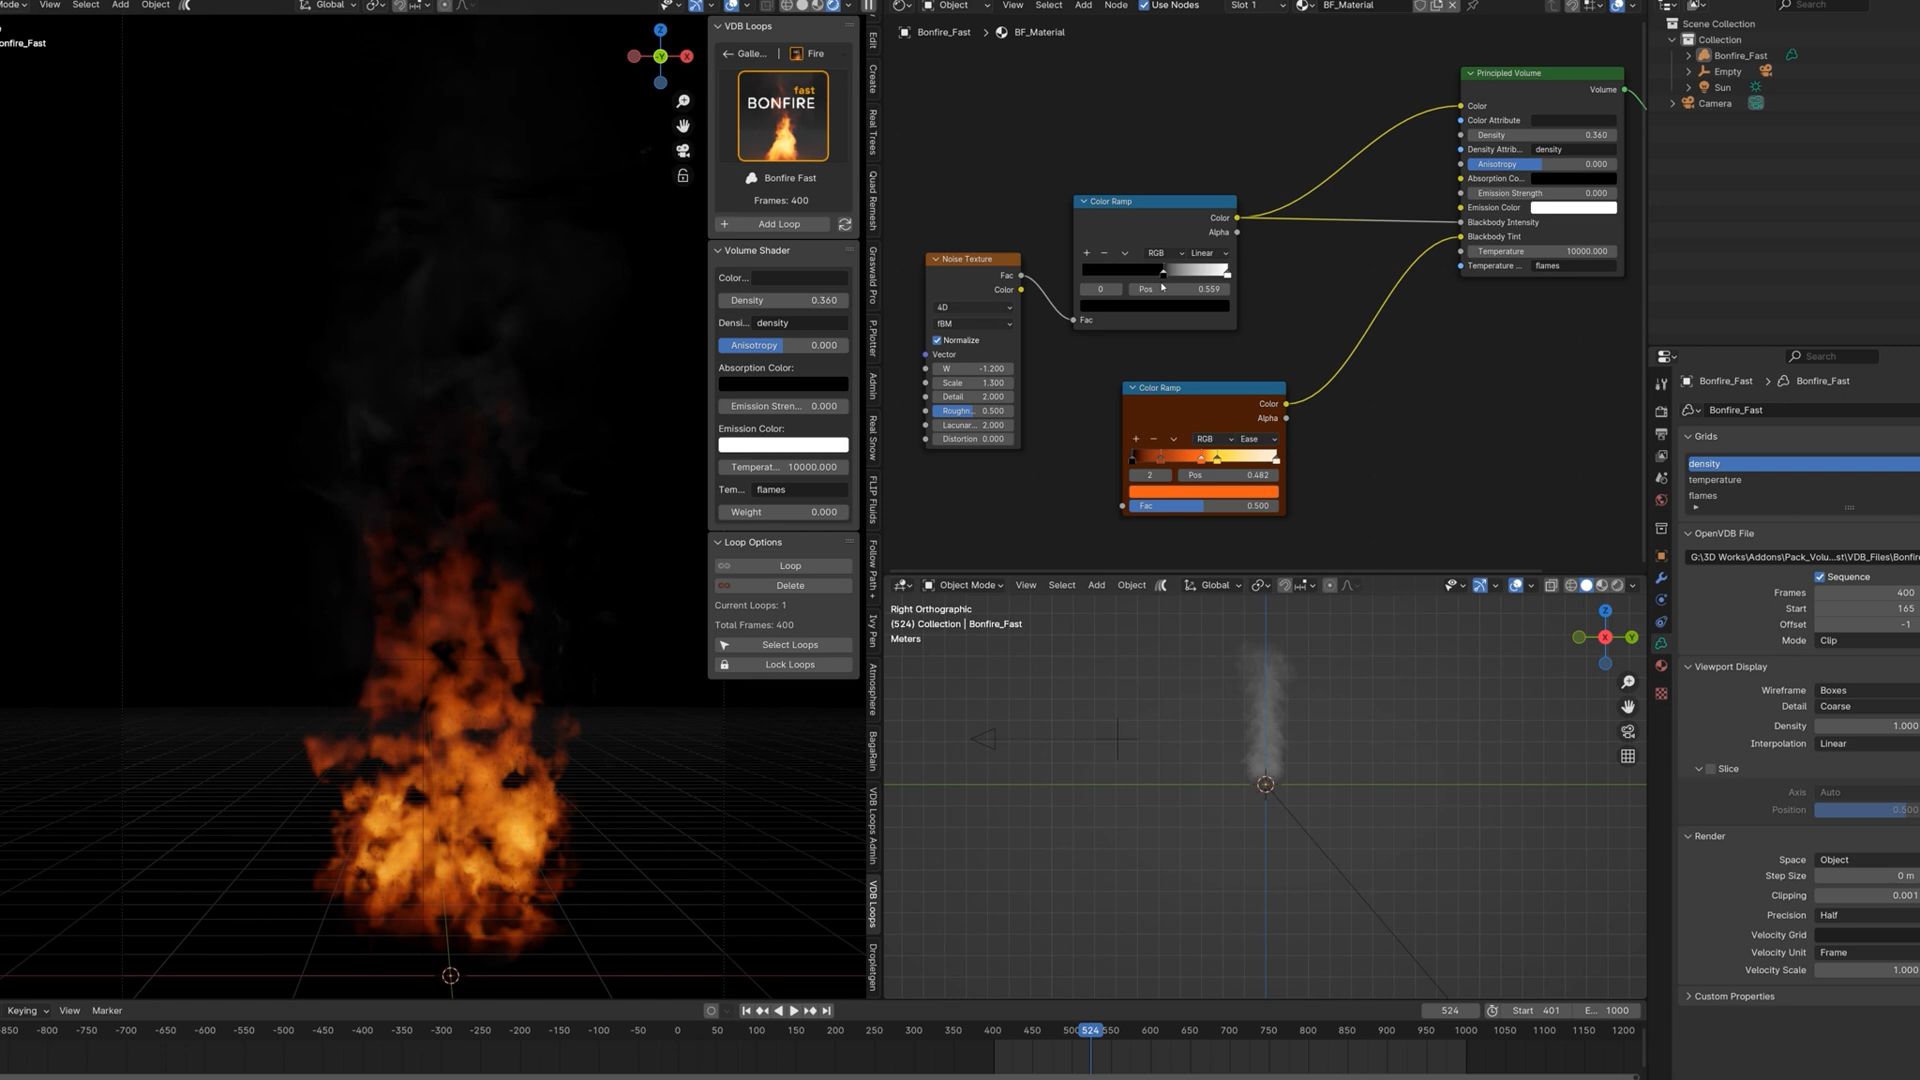 Mode View Select Add Object Global
onfire_Fast
VDB Loops
Galle... Fire
fast
BONFIRE
Bonfire Fast
Frames: 400
+ Add Loop
Volume Shader
Color...
Density 0.360
Densi... density
Anisotropy 0.000
Absorption Color:
Emission Stren... 0.000
Emission Color:
Temperat... 10000.000
Tem... flames
Weight 0.000
Loop Options
Loop
Delete
Current Loops: 1
Total Frames: 400
Select Loops
Lock Loops
Edit
Create
Real Trees
Quad Remesh
Graswald Pro
P.Plotter
Admin
Real Snow
FLIP Fluids
Follow Path +
Ivy Pen
Atmosphere
BagaRain
VDB Loops Admin
VDB Loops
Dropletgen
Object View Select Add Node Use Nodes Slot 1 BF_Material
Bonfire_Fast > BF_Material
Noise Texture
Fac
Color
4D
fBM
Normalize
Vector
W -1.200
Scale 1.300
Detail 2.000
Roughn... 0.500
Lacunar... 2.000
Distortion 0.000
Color Ramp
Color
Alpha
+ − RGB Linear
0 Pos 0.559
Fac
Color Ramp
Color
Alpha
+ − RGB Ease
2 Pos 0.482
Fac 0.500
Principled Volume
Volume
Color
Color Attribute
Density 0.360
Density Attrib... density
Anisotropy 0.000
Absorption Co...
Emission Strength 0.000
Emission Color
Blackbody Intensity
Blackbody Tint
Temperature 10000.000
Temperature ... flames
Object Mode View Select Add Object Global
Right Orthographic
(524) Collection | Bonfire_Fast
Meters
X
Y
Z
Search
Scene Collection
Collection
Bonfire_Fast
Empty
Sun
Camera
Search
Bonfire_Fast > Bonfire_Fast
Bonfire_Fast
Grids
density
temperature
flames
OpenVDB File
G:\3D Works\Addons\Pack_Volu...st\VDB_Files\Bonfire
Sequence
Frames 400
Start 165
Offset -1
Mode Clip
Viewport Display
Wireframe Boxes
Detail Coarse
Density 1.000
Interpolation Linear
Slice
Axis Auto
Position 0.500
Render
Space Object
Step Size 0 m
Clipping 0.001
Precision Half
Velocity Grid
Velocity Unit Frame
Velocity Scale 1.000
Custom Properties
Keying View Marker 524 Start 401 E... 1000
-850 -800 -750 -700 -650 -600 -550 -500 -450 -400 -350 -300 -250 -200 -150 -100 -50 0 50 100 150 200 250 300 350 400 450 500 524 550 600 650 700 750 800 850 900 950 1000 1050 1100 1150 1200